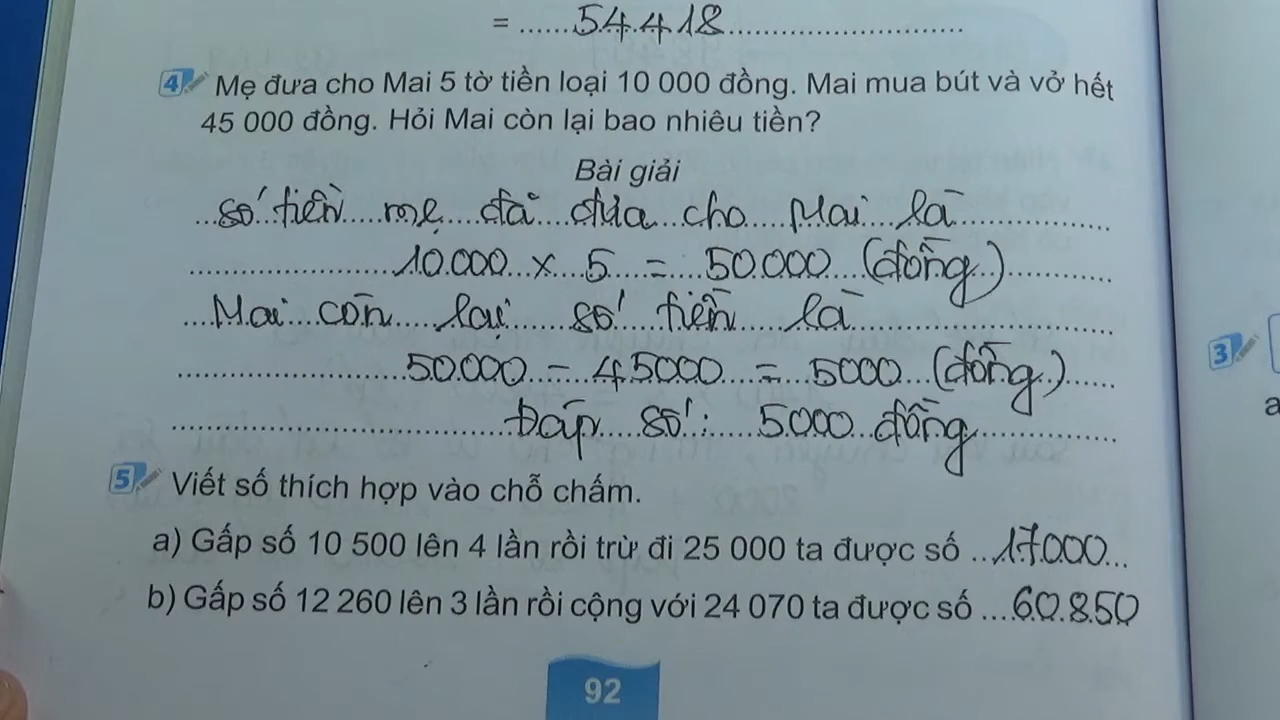 = ......54.418..............................
4 Mẹ đưa cho Mai 5 tờ tiền loại 10 000 đồng. Mai mua bút và vở hết
45 000 đồng. Hỏi Mai còn lại bao nhiêu tiền?
Bài giải
số tiền mẹ đã đưa cho Mai là
10.000 x 5 = 50.000 (đồng)
Mai còn lại số tiền là
50.000 - 45000 = 5000 (đồng)
Đáp số: 5000 đồng
5 Viết số thích hợp vào chỗ chấm.
a) Gấp số 10 500 lên 4 lần rồi trừ đi 25 000 ta được số ...17000...
b) Gấp số 12 260 lên 3 lần rồi cộng với 24 070 ta được số ....60.850
92
3
a